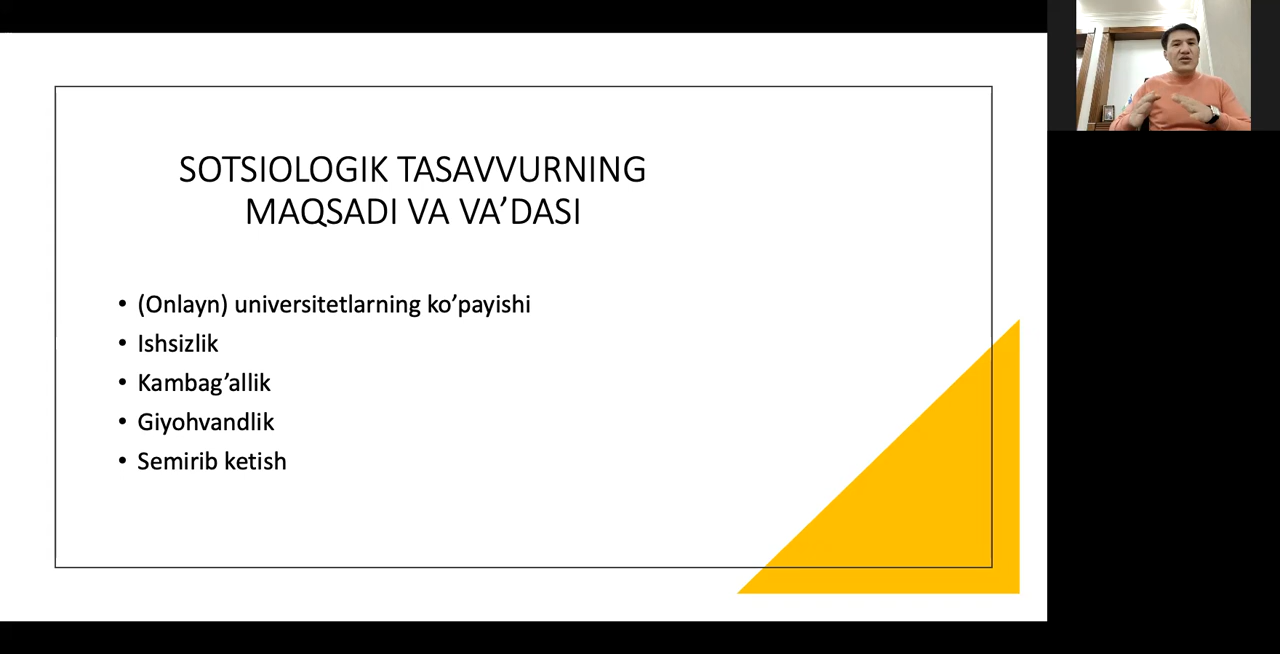 SOTSIOLOGIK TASAVVURNING
MAQSADI VA VA’DASI
• (Onlayn) universitetlarning ko’payishi
• Ishsizlik
• Kambag’allik
• Giyohvandlik
• Semirib ketish